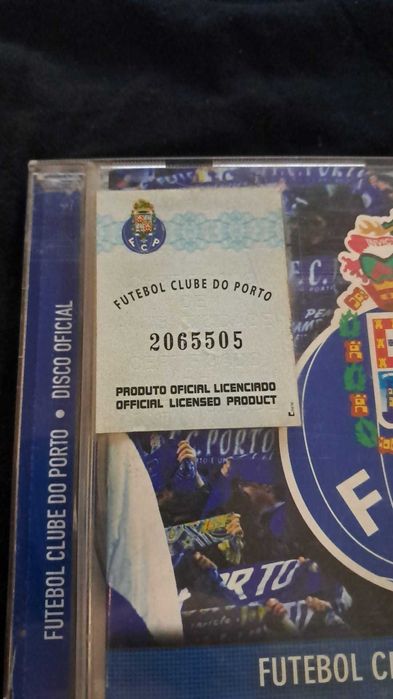 FUTEBOL CLUBE DO PORTO • DISCO OFICIAL
F C P
FUTEBOL CLUBE DO PORTO
2065505
PRODUTO OFICIAL LICENCIADO
OFFICIAL LICENSED PRODUCT
F.C. PORTO
F.C.
PORTO
PORTO
F
FUTEBOL CL